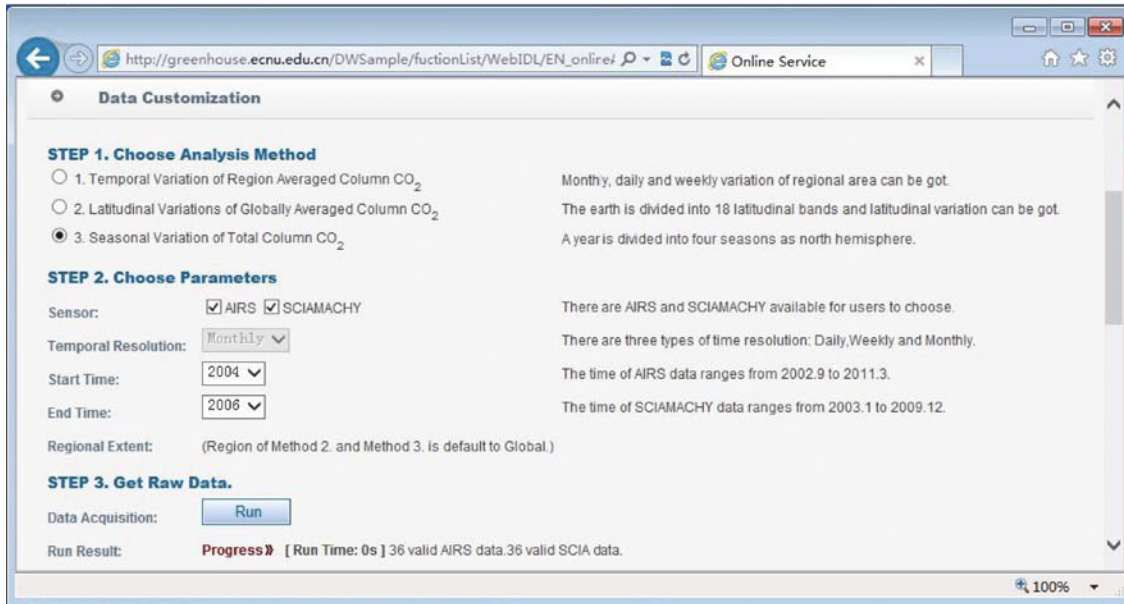 http://greenhouse.ecnu.edu.cn/DWSample/fuctionList/WebIDL/EN_online/
Online Service
Data Customization
STEP 1. Choose Analysis Method
1. Temporal Variation of Region Averaged Column CO2 Monthly, daily and weekly variation of regional area can be got.
2. Latitudinal Variations of Globally Averaged Column CO2 The earth is divided into 18 latitudinal bands and latitudinal variation can be got.
3. Seasonal Variation of Total Column CO2 A year is divided into four seasons as north hemisphere.
STEP 2. Choose Parameters
Sensor: AIRS SCIAMACHY There are AIRS and SCIAMACHY available for users to choose.
Temporal Resolution: Monthly There are three types of time resolution: Daily,Weekly and Monthly.
Start Time: 2004 The time of AIRS data ranges from 2002.9 to 2011.3.
End Time: 2006 The time of SCIAMACHY data ranges from 2003.1 to 2009.12.
Regional Extent: (Region of Method 2. and Method 3. is default to Global.)
STEP 3. Get Raw Data.
Data Acquisition: Run
Run Result: Progress» [ Run Time: 0s ] 36 valid AIRS data.36 valid SCIA data.
100%